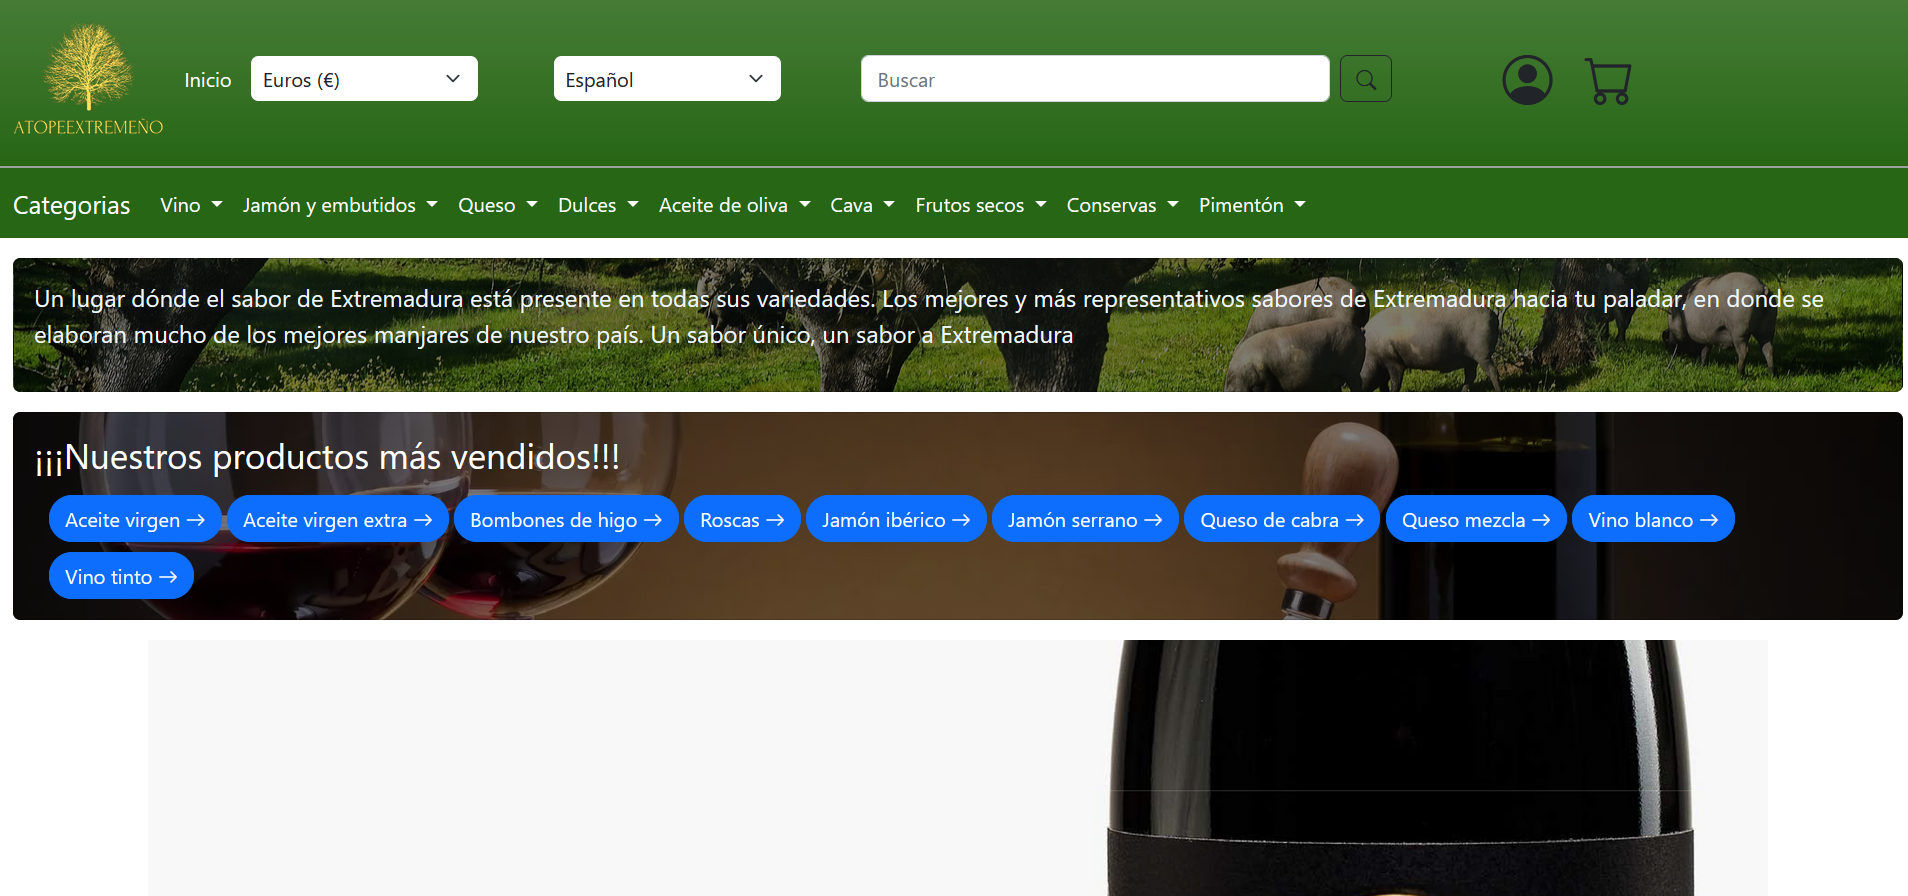 ATOPEEXTREMEÑO
Inicio
Euros (€)
Español
Buscar
Categorias
Vino
Jamón y embutidos
Queso
Dulces
Aceite de oliva
Cava
Frutos secos
Conservas
Pimentón
Un lugar dónde el sabor de Extremadura está presente en todas sus variedades. Los mejores y más representativos sabores de Extremadura hacia tu paladar, en donde se
elaboran mucho de los mejores manjares de nuestro país. Un sabor único, un sabor a Extremadura
¡¡¡Nuestros productos más vendidos!!!
Aceite virgen →
Aceite virgen extra →
Bombones de higo →
Roscas →
Jamón ibérico →
Jamón serrano →
Queso de cabra →
Queso mezcla →
Vino blanco →
Vino tinto →